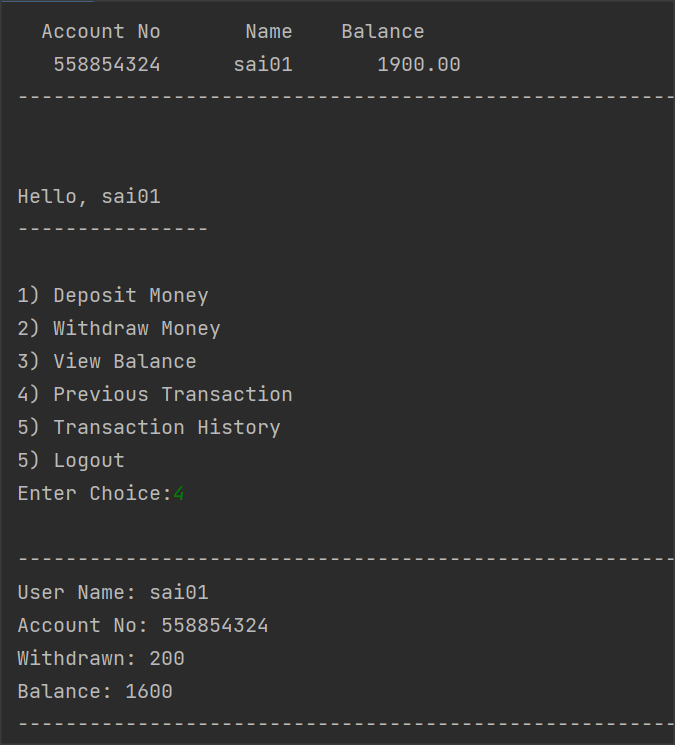 Account No Name Balance
558854324 sai01 1900.00
--------------------------------------------------------
Hello, sai01
----------------
1) Deposit Money
2) Withdraw Money
3) View Balance
4) Previous Transaction
5) Transaction History
5) Logout
Enter Choice:4
--------------------------------------------------------
User Name: sai01
Account No: 558854324
Withdrawn: 200
Balance: 1600
--------------------------------------------------------